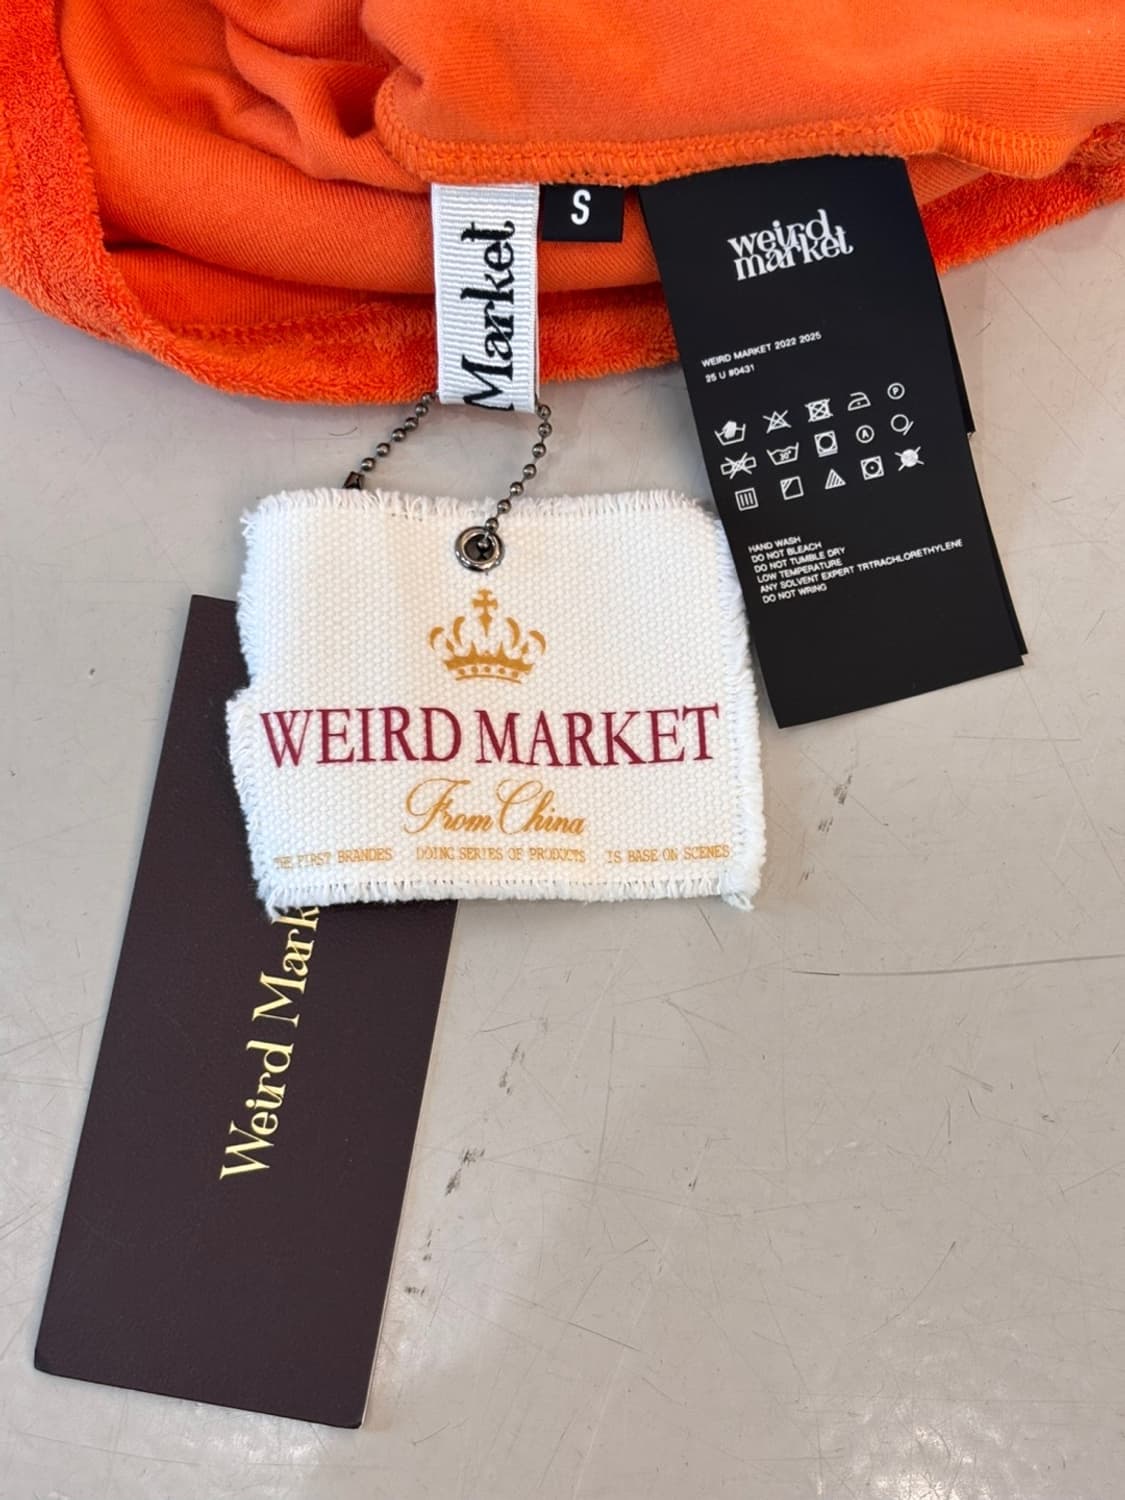 Market
S
weird
market
WEIRD MARKET 2022 2025
25 U #0431
P
30°
A
HAND WASH
DO NOT BLEACH
DO NOT TUMBLE DRY
LOW TEMPERATURE
ANY SOLVENT EXPERT TRTRACHLORETHYLENE
DO NOT WRING
WEIRD MARKET
From China
THE FIRST BRANDES DOING SERIES OF PRODUCTS IS BASE ON SCENES
Weird Mark